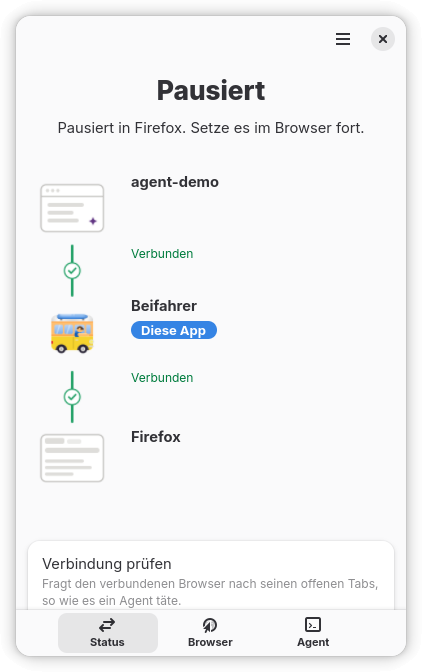 Pausiert
Pausiert in Firefox. Setze es im Browser fort.
agent-demo
Verbunden
Beifahrer
Diese App
Verbunden
Firefox
Verbindung prüfen
Fragt den verbundenen Browser nach seinen offenen Tabs,
so wie es ein Agent täte.
Status
Browser
Agent